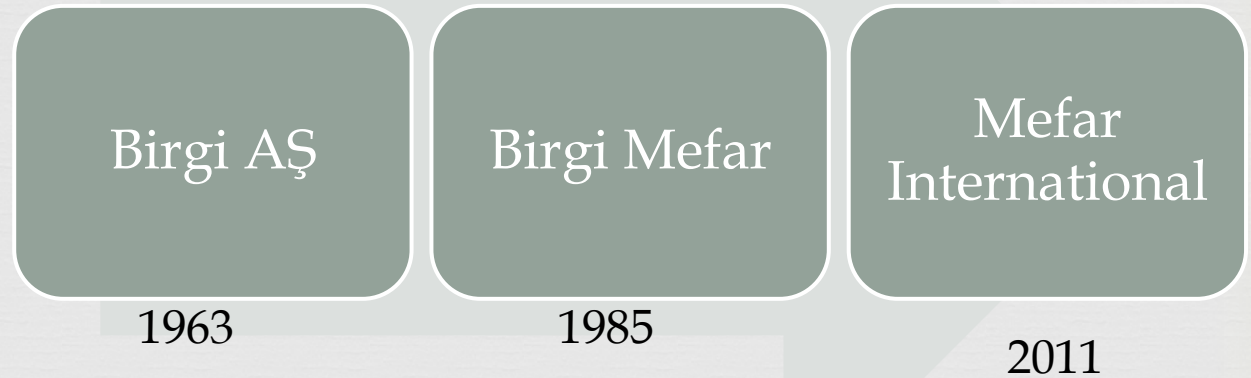 Birgi AŞ
Birgi Mefar
Mefar
International
1963
1985
2011